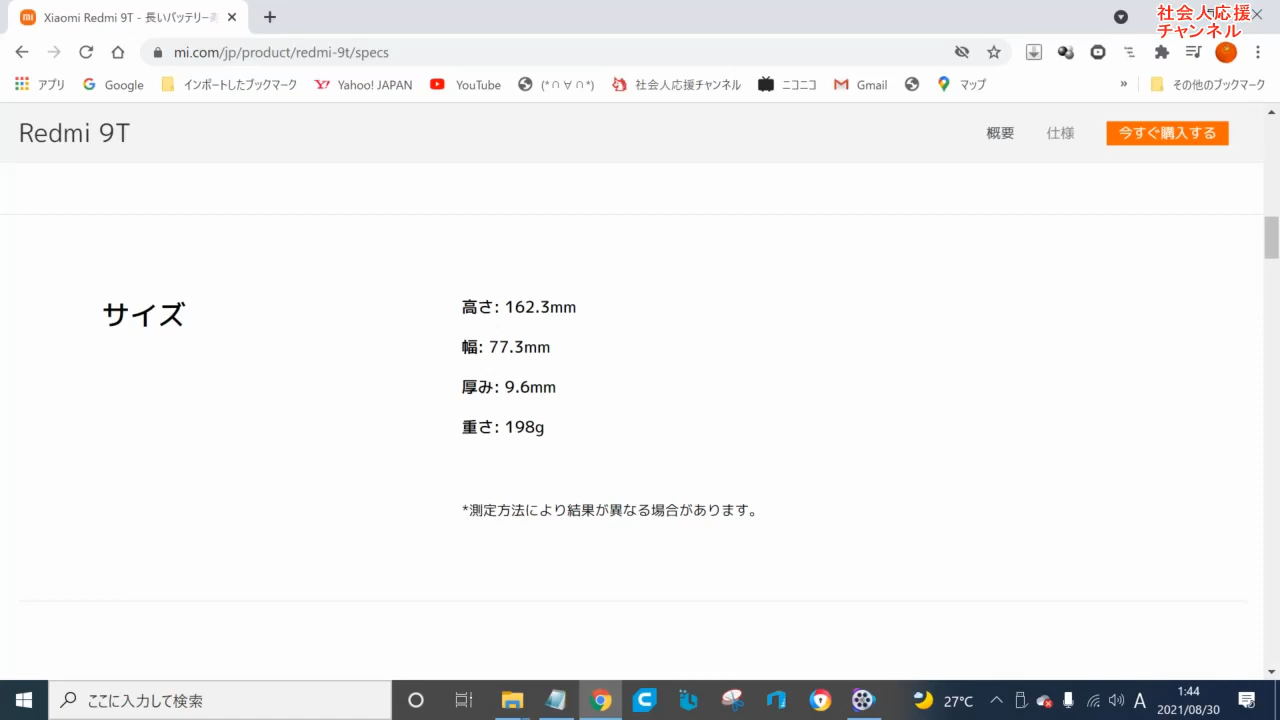 Xiaomi Redmi 9T - 長いバッテリー
社会人応援
チャンネル
mi.com/jp/product/redmi-9t/specs
アプリ
Google
インポートしたブックマーク
Yahoo! JAPAN
YouTube
(*∩∀∩*)
社会人応援チャンネル
ニコニコ
Gmail
マップ
»
その他のブックマーク
Redmi 9T
概要
仕様
今すぐ購入する
サイズ
高さ: 162.3mm
幅: 77.3mm
厚み: 9.6mm
重さ: 198g
*測定方法により結果が異なる場合があります。
ここに入力して検索
27°C
A
1:44
2021/08/30